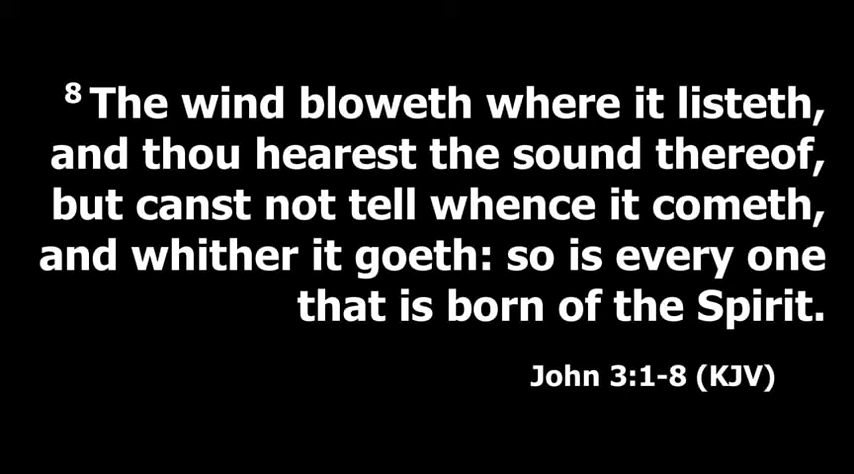 8 The wind bloweth where it listeth,
and thou hearest the sound thereof,
but canst not tell whence it cometh,
and whither it goeth: so is every one
that is born of the Spirit.
John 3:1-8 (KJV)